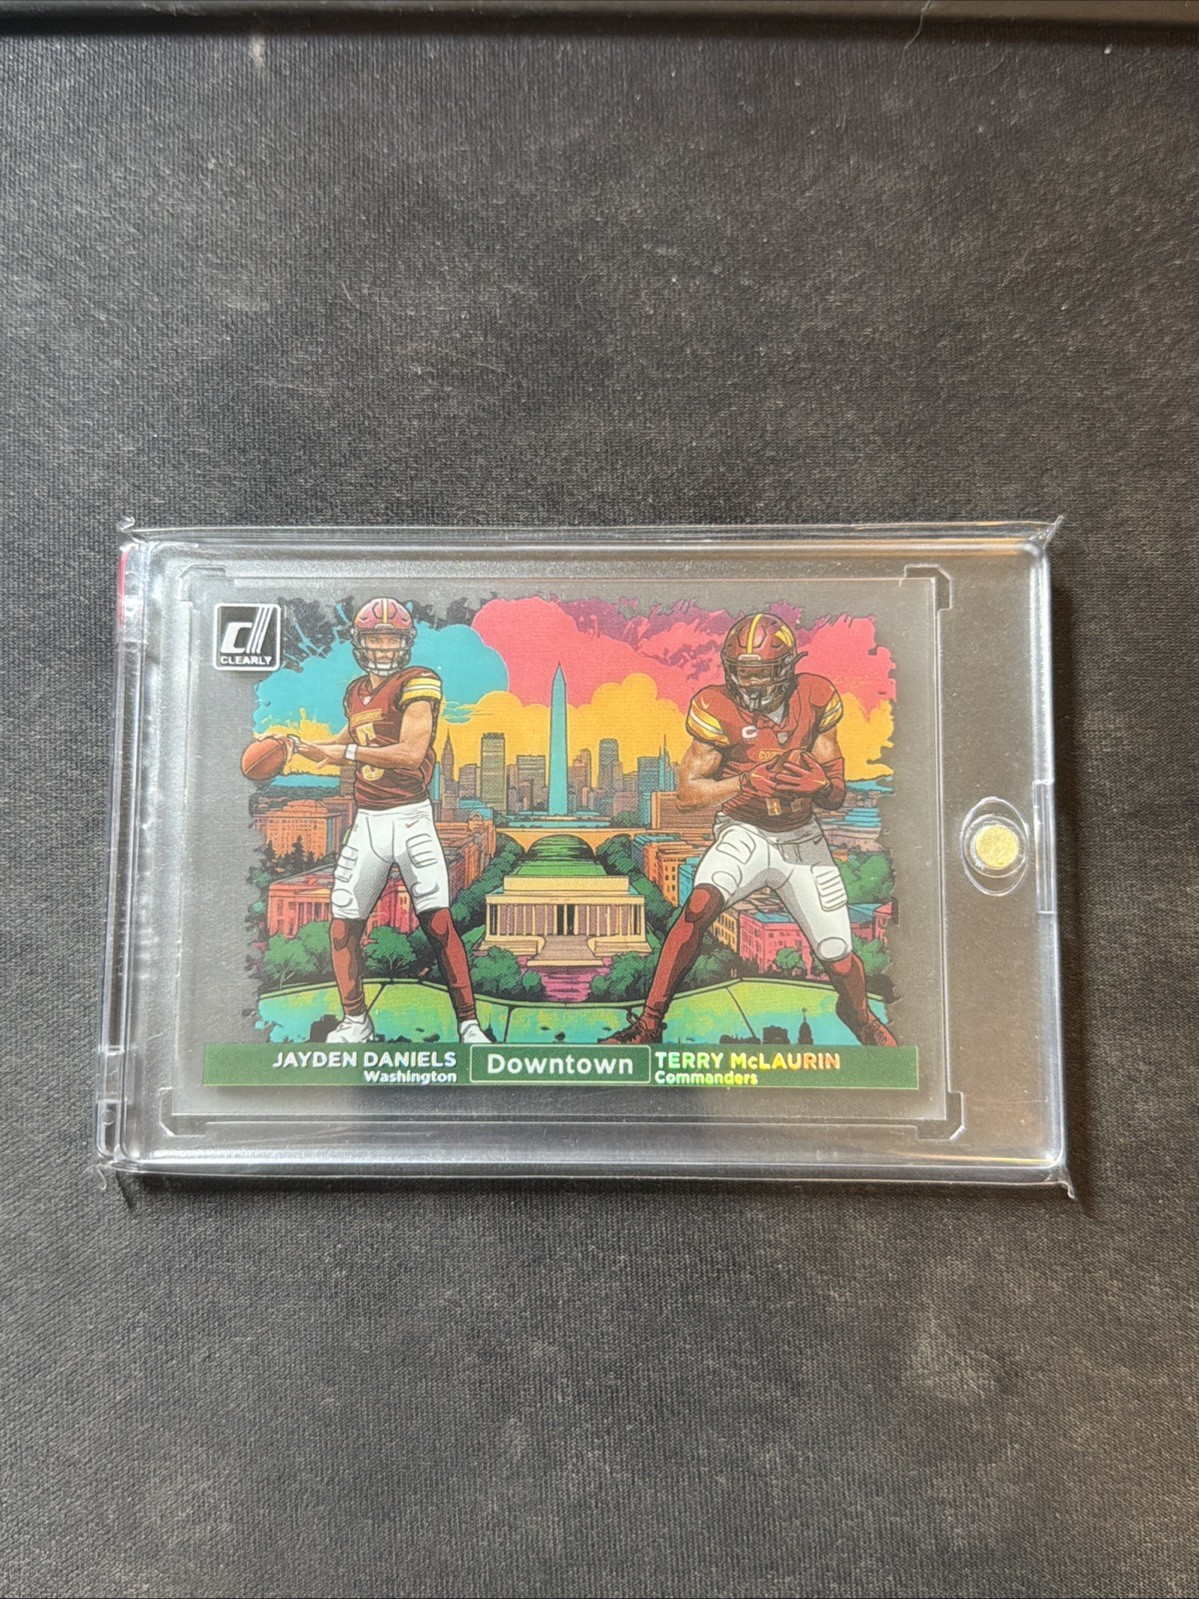 CLEARLY
JAYDEN DANIELS
Washington
Downtown
TERRY McLAURIN
Commanders